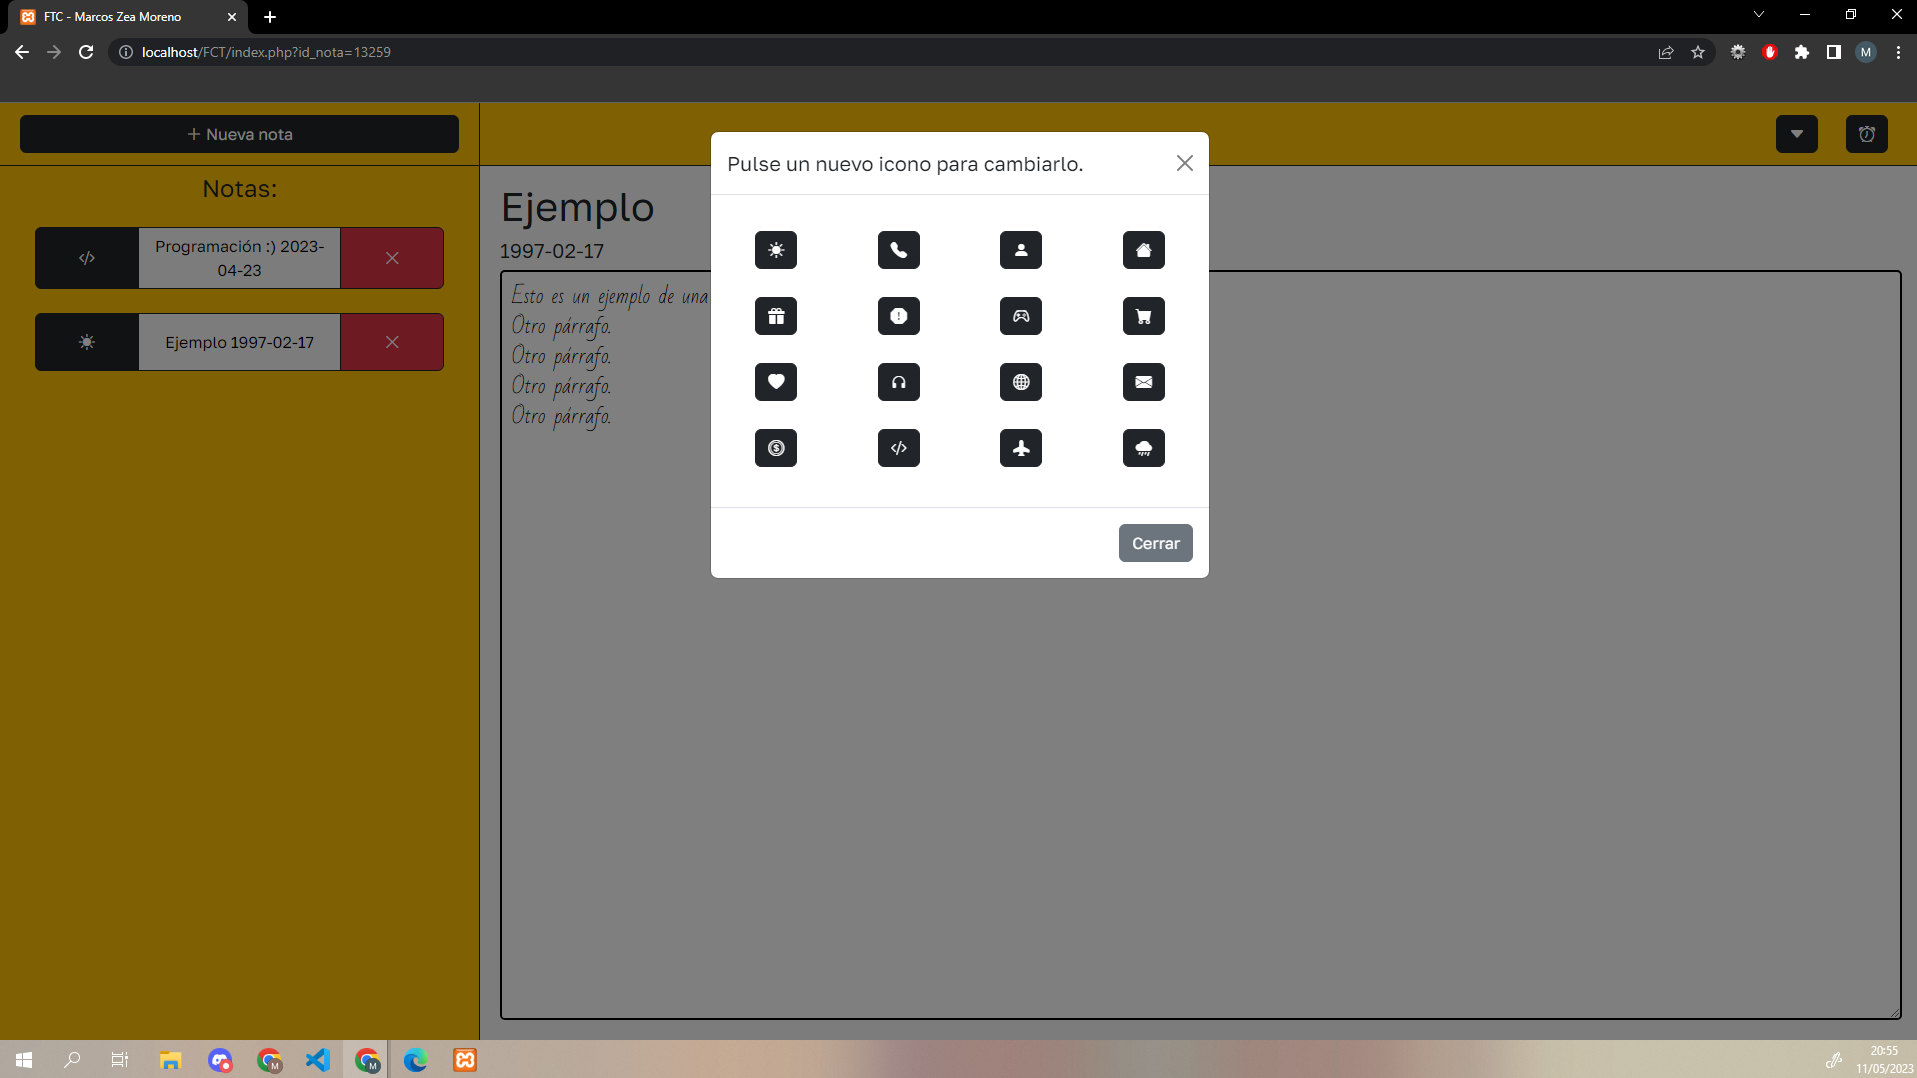 FTC - Marcos Zea Moreno
localhost/FCT/index.php?id_nota=13259
M
Nueva nota
Notas:
Programación :) 2023-
04-23
Ejemplo 1997-02-17
Ejemplo
1997-02-17
Esto es un ejemplo de una
Otro párrafo.
Otro párrafo.
Otro párrafo.
Otro párrafo.
Pulse un nuevo icono para cambiarlo.
Cerrar
M
M
20:55
11/05/2023